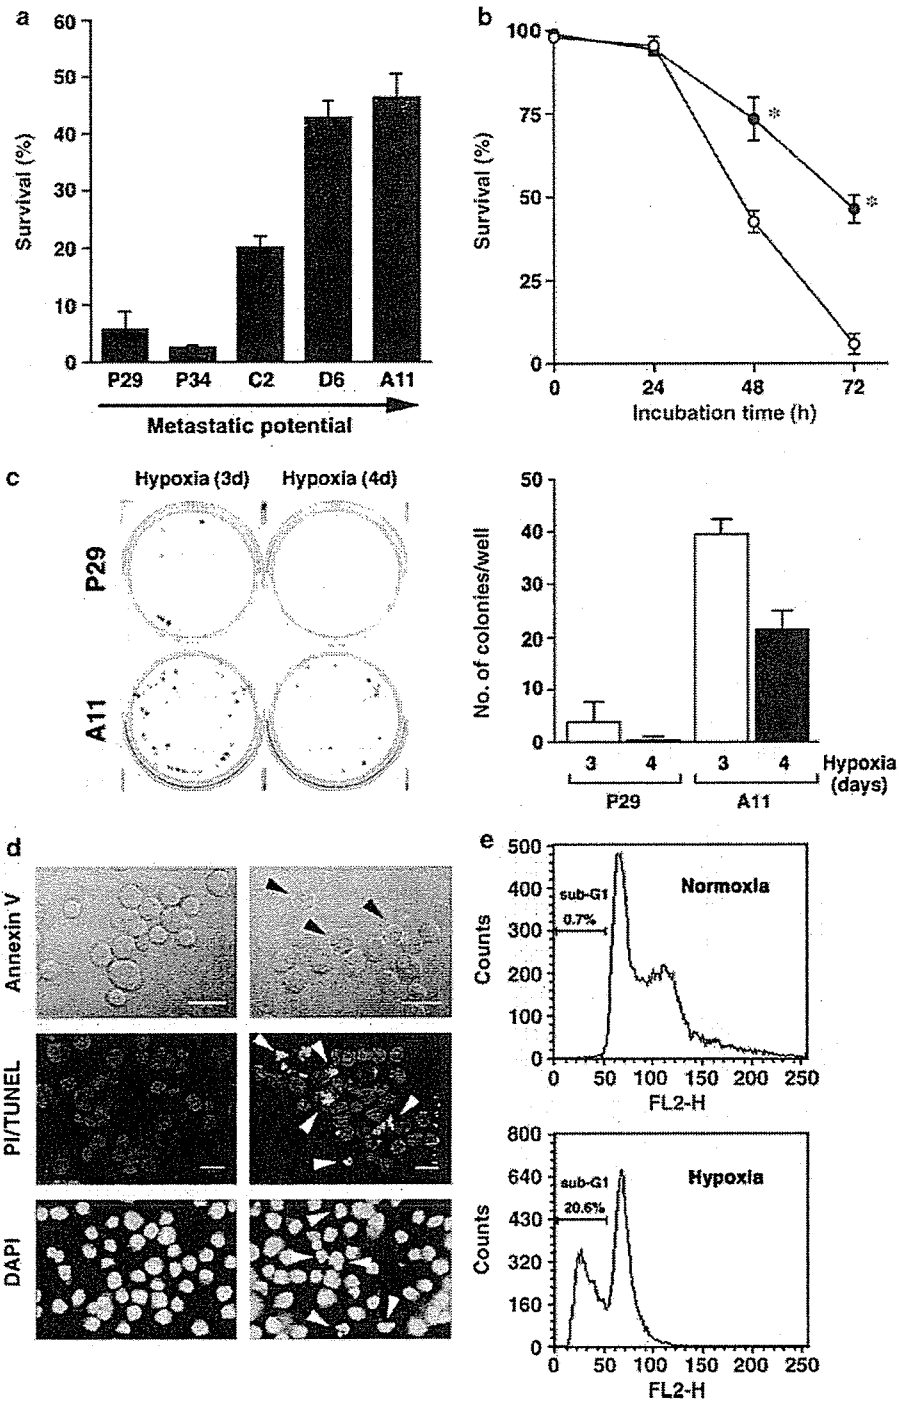 a
60
50
40
30
20
10
0
Survival (%)
P29 P34 C2 D6 A11
Metastatic potential
b
100
75
50
25
0
Survival (%)
*
*
0 24 48 72
Incubation time (h)
c
Hypoxia (3d) Hypoxia (4d)
P29
A11
50
40
30
20
10
0
No. of colonies/well
3 4 3 4 Hypoxia
(days)
P29 A11
d
Annexin V
PI/TUNEL
DAPI
e
500
400
300
200
100
0
Counts
Normoxia
sub-G1
0.7%
0 50 100 150 200 250
FL2-H
800
640
430
320
160
0
Counts
Hypoxia
sub-G1
20.6%
0 50 100 150 200 250
FL2-H